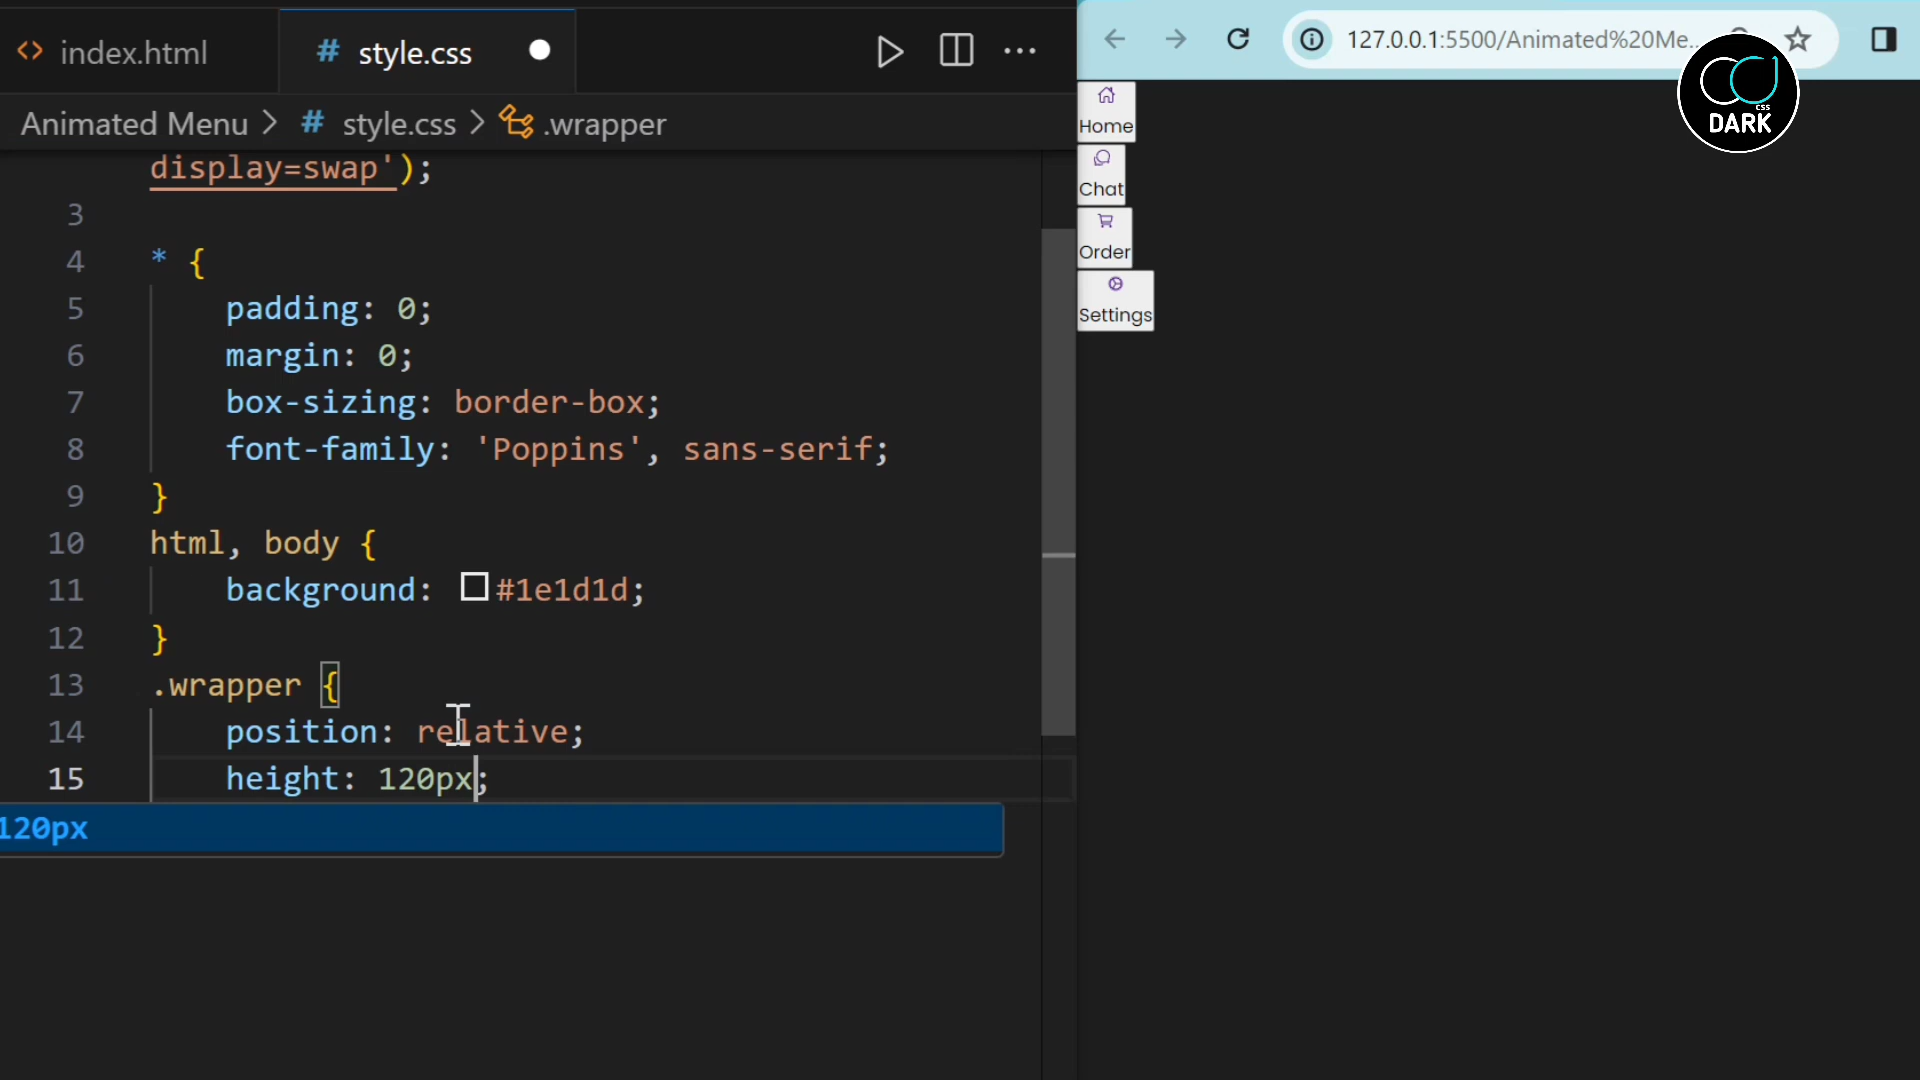 index.html
# style.css
Animated Menu > # style.css > .wrapper
display=swap');
3
4 * {
5 padding: 0;
6 margin: 0;
7 box-sizing: border-box;
8 font-family: 'Poppins', sans-serif;
9 }
10 html, body {
11 background: #1e1d1d;
12 }
13 .wrapper {
14 position: relative;
15 height: 120px;
120px
127.0.0.1:5500/Animated%20Me...
css
DARK
Home
Chat
Order
Settings